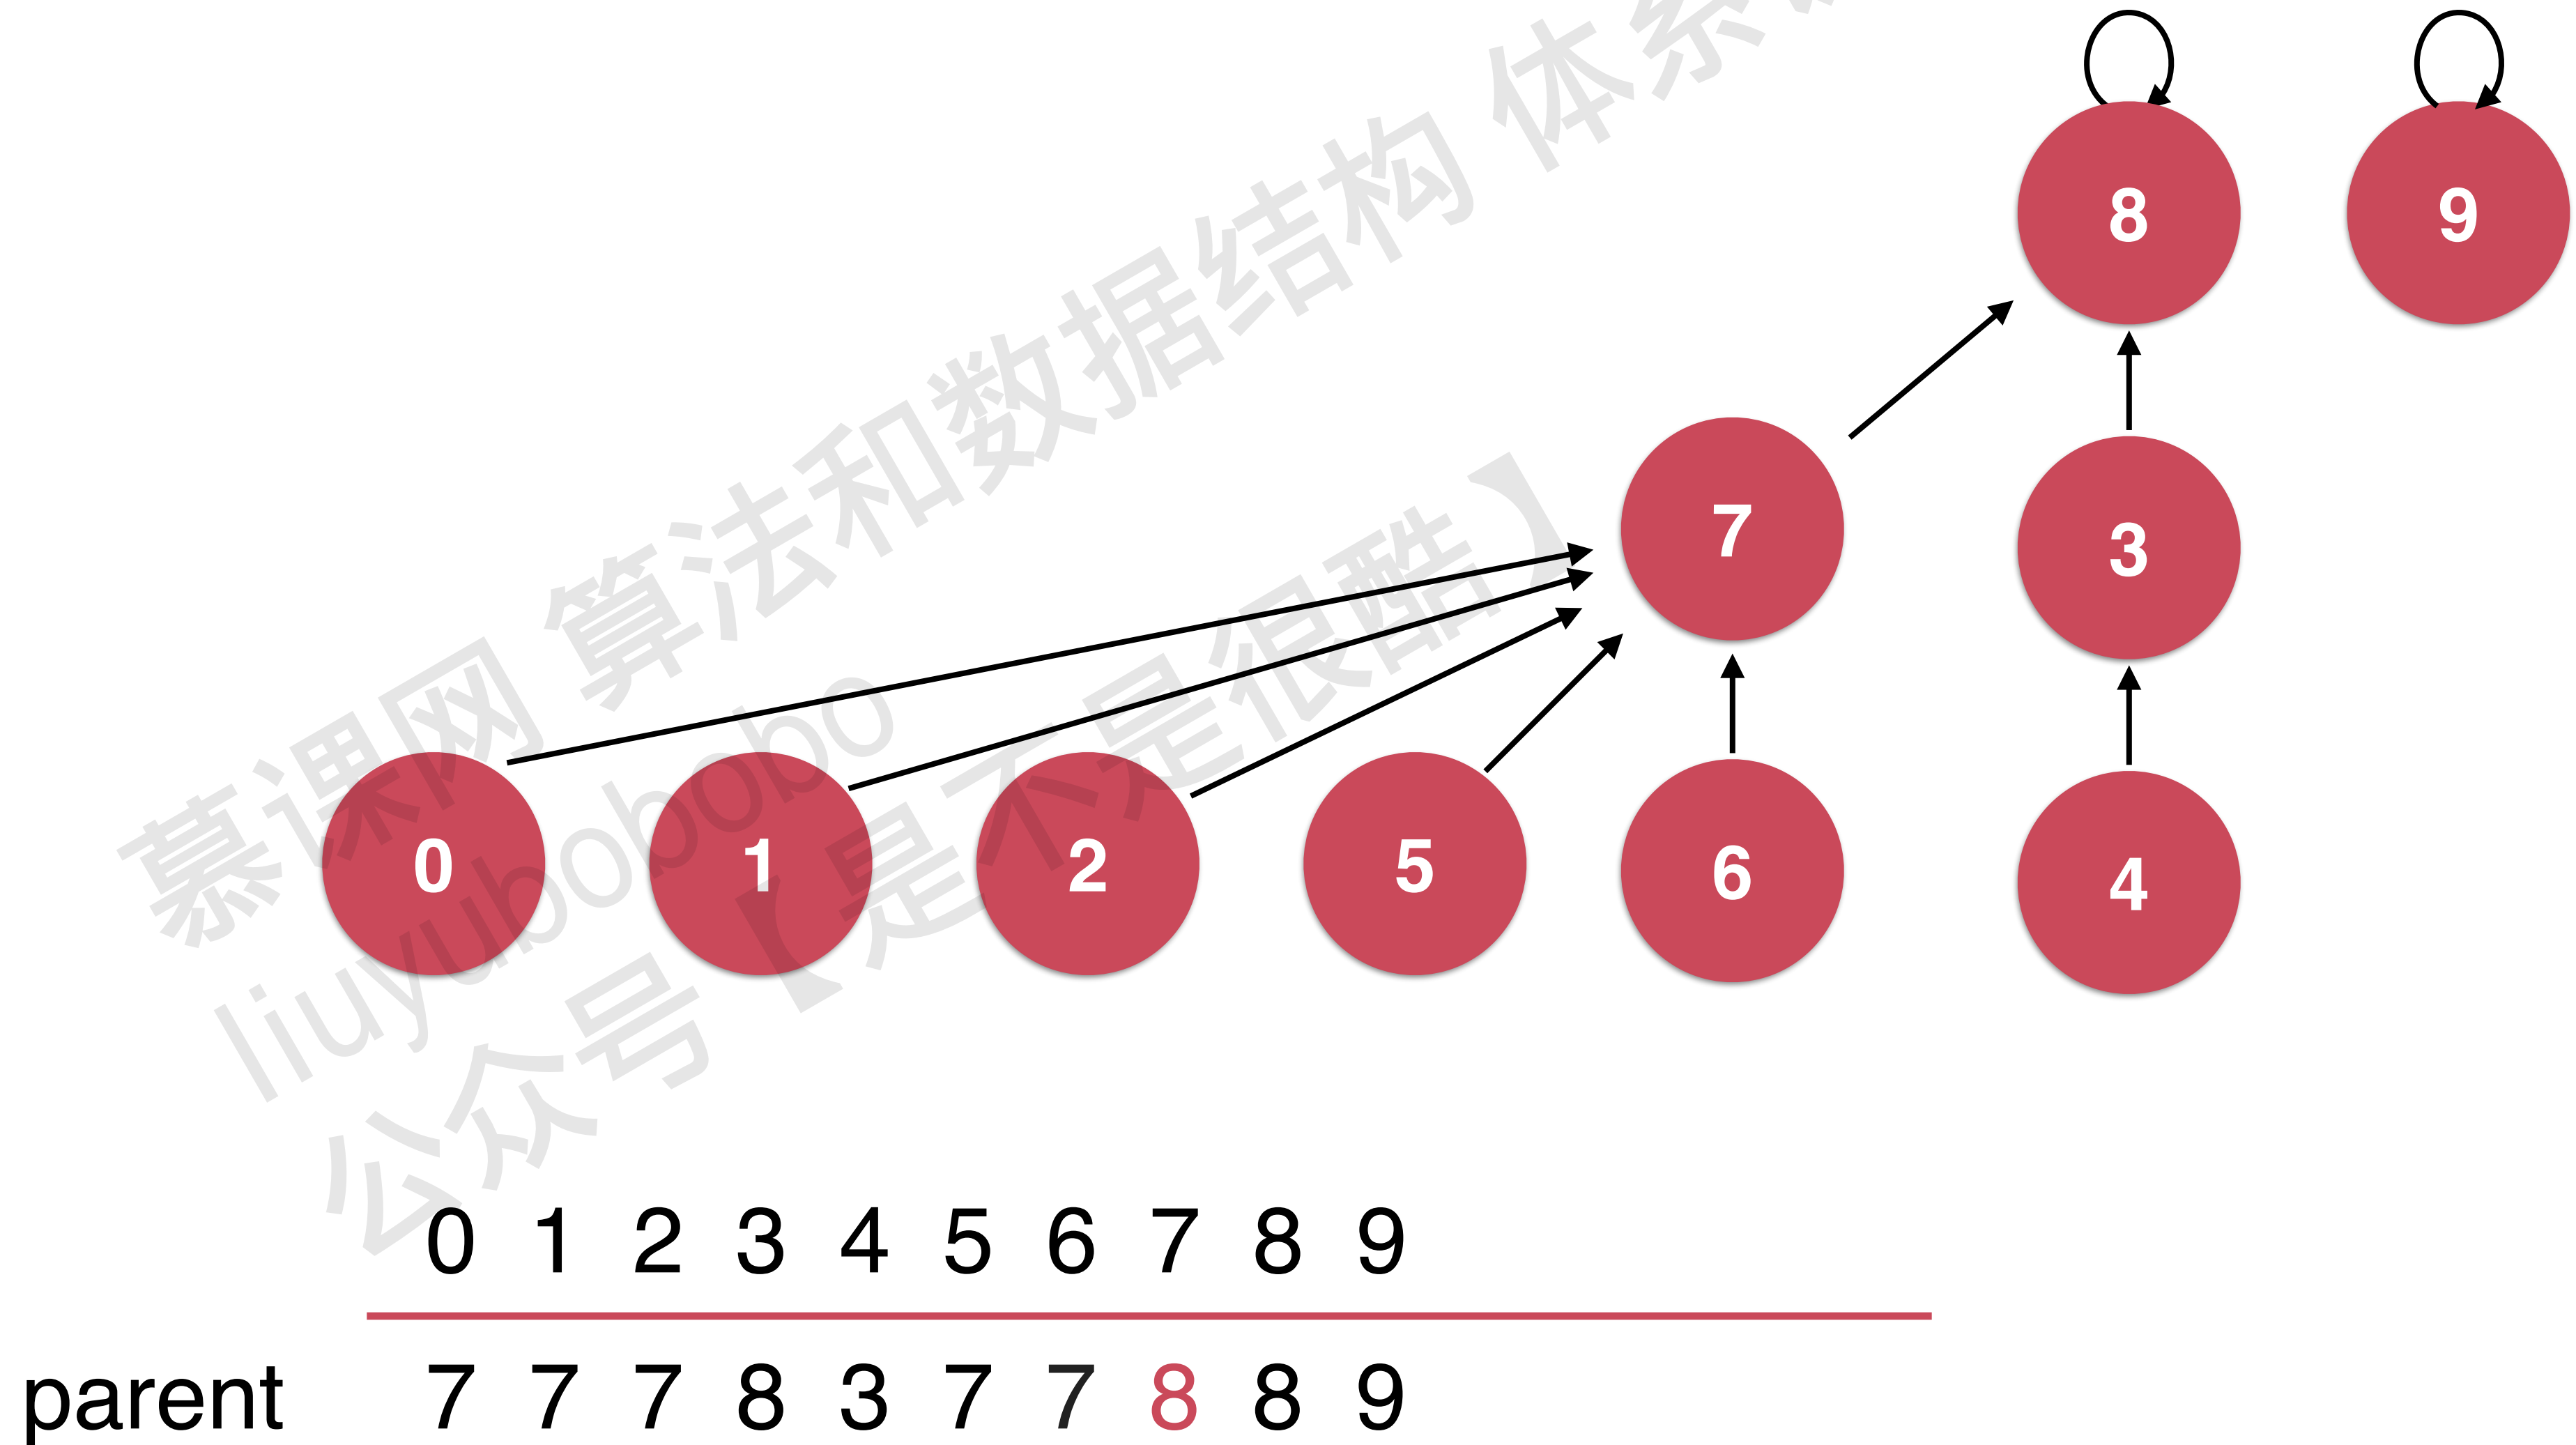 8 9
7
3
0 1 2 5 6 4
慕课网 算法和数据结构 体系
liuyubobobo
公众号【是不是很酷】
0 1 2 3 4 5 6 7 8 9
parent 7 7 7 8 3 7 7 8 8 9